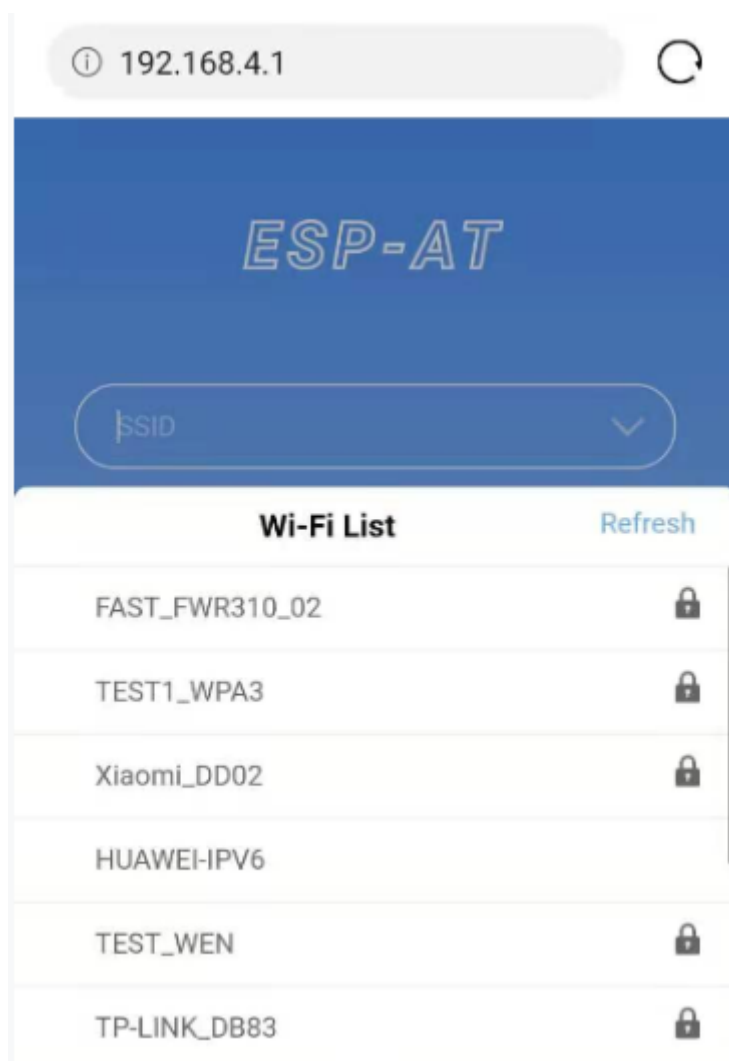 192.168.4.1
ESP-AT
SSID
Wi-Fi List
Refresh
FAST_FWR310_02
TEST1_WPA3
Xiaomi_DD02
HUAWEI-IPV6
TEST_WEN
TP-LINK_DB83